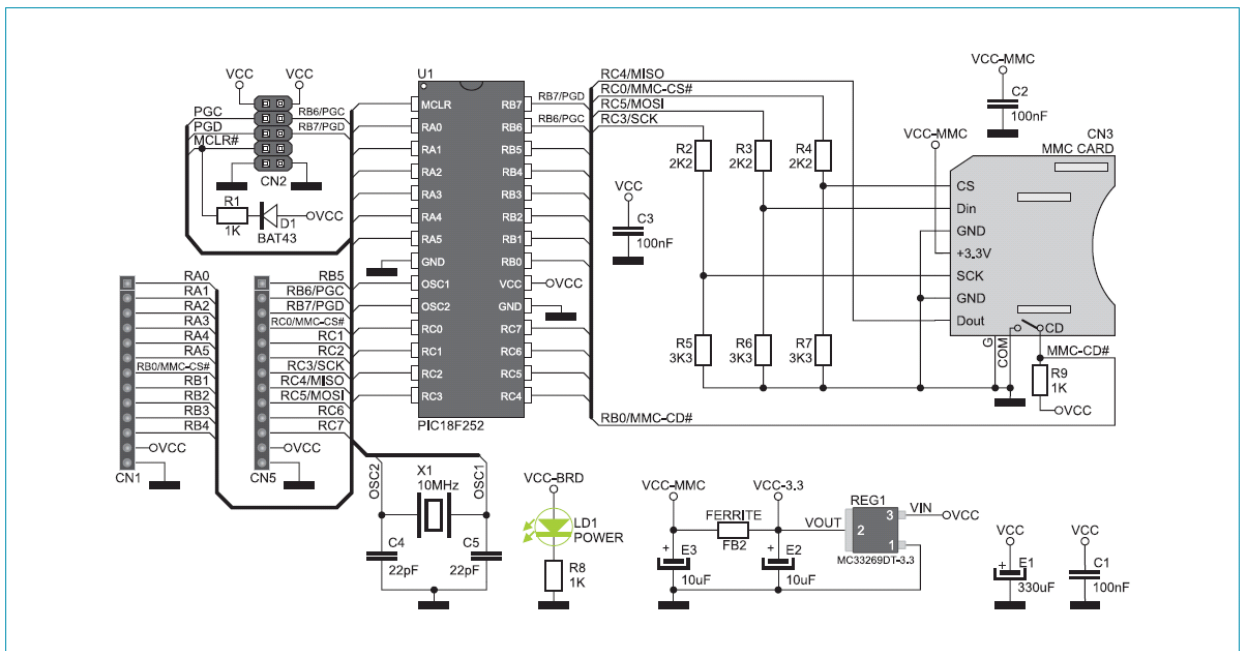 VCC VCC
PGC RB6/PGC
PGD RB7/PGD
MCLR#
CN2
R1
1K
D1
BAT43
VCC
U1
MCLR RB7
RA0 RB6
RA1 RB5
RA2 RB4
RA3 RB3
RA4 RB2
RA5 RB1
GND RB0
OSC1 VCC
OSC2 GND
RC0 RC7
RC1 RC6
RC2 RC5
RC3 RC4
PIC18F252
RB7/PGD
RB6/PGC
VCC
RC4/MISO
RC0/MMC-CS#
RC5/MOSI
RC3/SCK
R2
2K2
R3
2K2
R4
2K2
VCC
C3
100nF
R5
3K3
R6
3K3
R7
3K3
RB0/MMC-CD#
VCC-MMC
C2
100nF
VCC-MMC
CN3
MMC CARD
CS
Din
GND
+3.3V
SCK
GND
Dout
CD
G
COM
MMC-CD#
R9
1K
VCC
RA0
RA1
RA2
RA3
RA4
RA5
RB0/MMC-CS#
RB1
RB2
RB3
RB4
VCC
CN1
RB5
RB6/PGC
RB7/PGD
RC0/MMC-CS#
RC1
RC2
RC3/SCK
RC4/MISO
RC5/MOSI
RC6
RC7
VCC
CN5
OSC2
X1
10MHz
OSC1
C4
22pF
C5
22pF
VCC-BRD
LD1
POWER
R8
1K
VCC-MMC
VCC-3.3
FERRITE
FB2
E3
+
10uF
E2
+
10uF
VOUT
REG1
3
2
1
VIN
VCC
MC33269DT-3.3
VCC
+
E1
330uF
VCC
C1
100nF